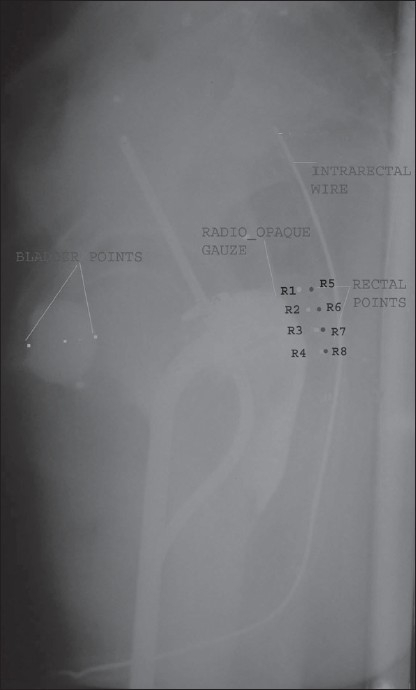 INTRARECTAL
WIRE
RADIO_OPAQUE
GAUZE
BLADDER POINTS
RECTAL
POINTS
R1 R5
R2 R6
R3 R7
R4 R8